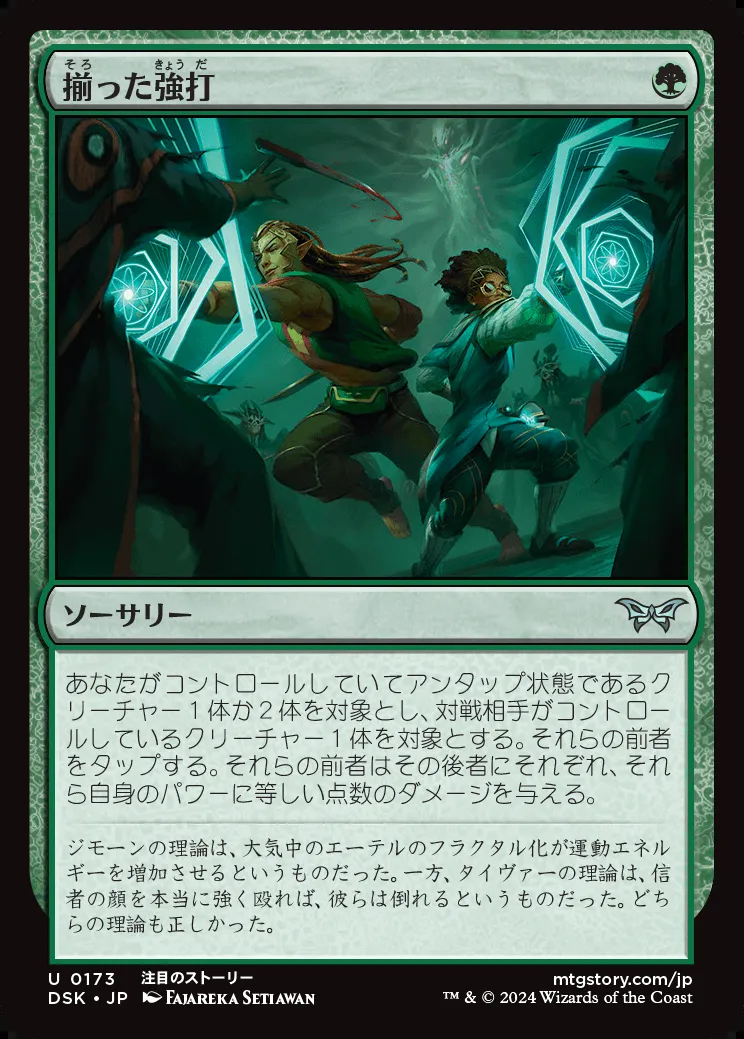 そろ きょう だ
揃った強打
ソーサリー
あなたがコントロールしていてアンタップ状態であるク
リーチャー１体か２体を対象とし、対戦相手がコントロー
ルしているクリーチャー１体を対象とする。それらの前者
をタップする。それらの前者はその後者にそれぞれ、それ
ら自身のパワーに等しい点数のダメージを与える。
ジモーンの理論は、大気中のエーテルのフラクタル化が運動エネル
ギーを増加させるというものだった。一方、タイヴァーの理論は、信
者の顔を本当に強く殴れば、彼らは倒れるというものだった。どち
らの理論も正しかった。
U 0173 注目のストーリー mtgstory.com/jp
DSK • JP Fajareka Setiawan ™ & © 2024 Wizards of the Coast